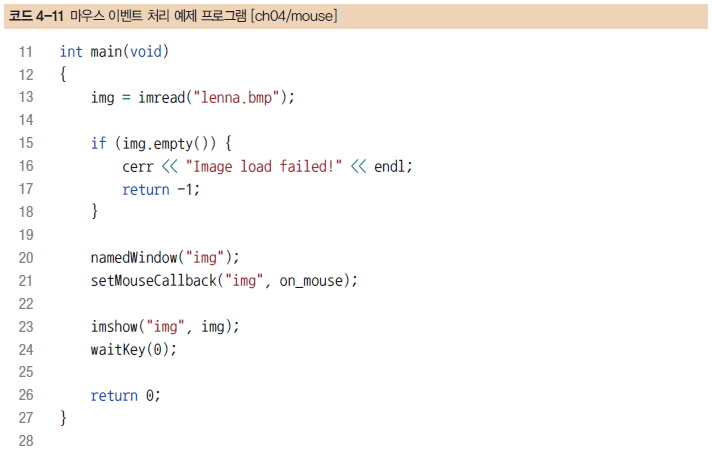 코드 4-11 마우스 이벤트 처리 예제 프로그램 [ch04/mouse]
11 int main(void)
12 {
13     img = imread("lenna.bmp");
14
15     if (img.empty()) {
16         cerr << "Image load failed!" << endl;
17         return -1;
18     }
19
20     namedWindow("img");
21     setMouseCallback("img", on_mouse);
22
23     imshow("img", img);
24     waitKey(0);
25
26     return 0;
27 }
28